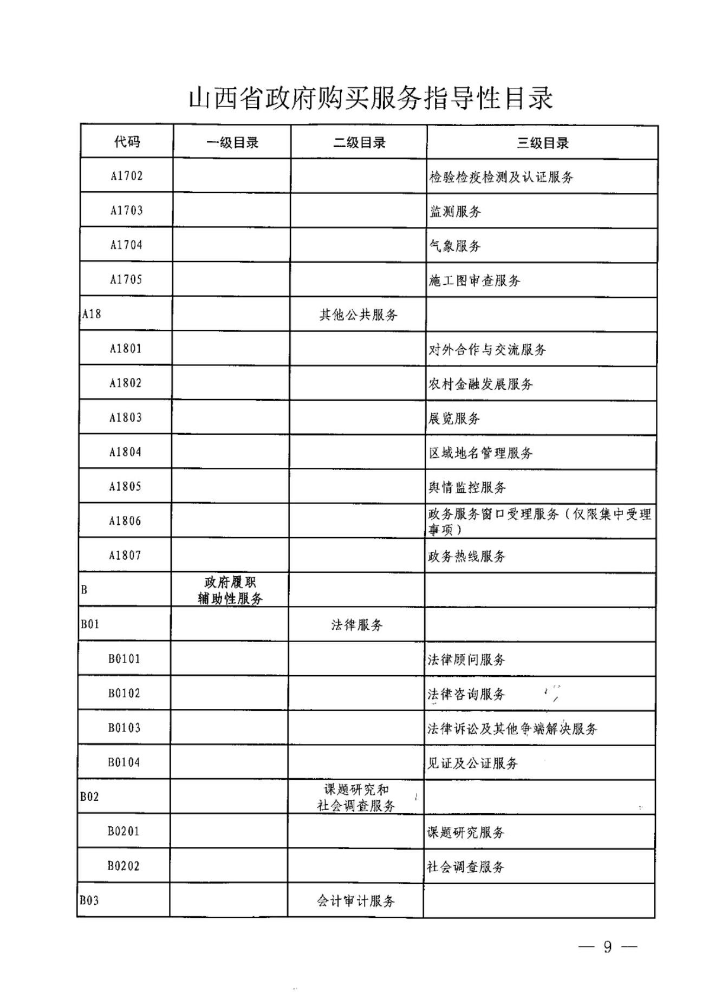 山西省政府购买服务指导性目录
代码 一级目录 二级目录 三级目录
A1702 检验检疫检测及认证服务
A1703 监测服务
A1704 气象服务
A1705 施工图审查服务
A18 其他公共服务
A1801 对外合作与交流服务
A1802 农村金融发展服务
A1803 展览服务
A1804 区域地名管理服务
A1805 舆情监控服务
A1806 政务服务窗口受理服务（仅限集中受理
事项）
A1807 政务热线服务
B 政府履职
辅助性服务
B01 法律服务
B0101 法律顾问服务
B0102 法律咨询服务
B0103 法律诉讼及其他争端解决服务
B0104 见证及公证服务
B02 课题研究和
社会调查服务
B0201 课题研究服务
B0202 社会调查服务
B03 会计审计服务
— 9 —